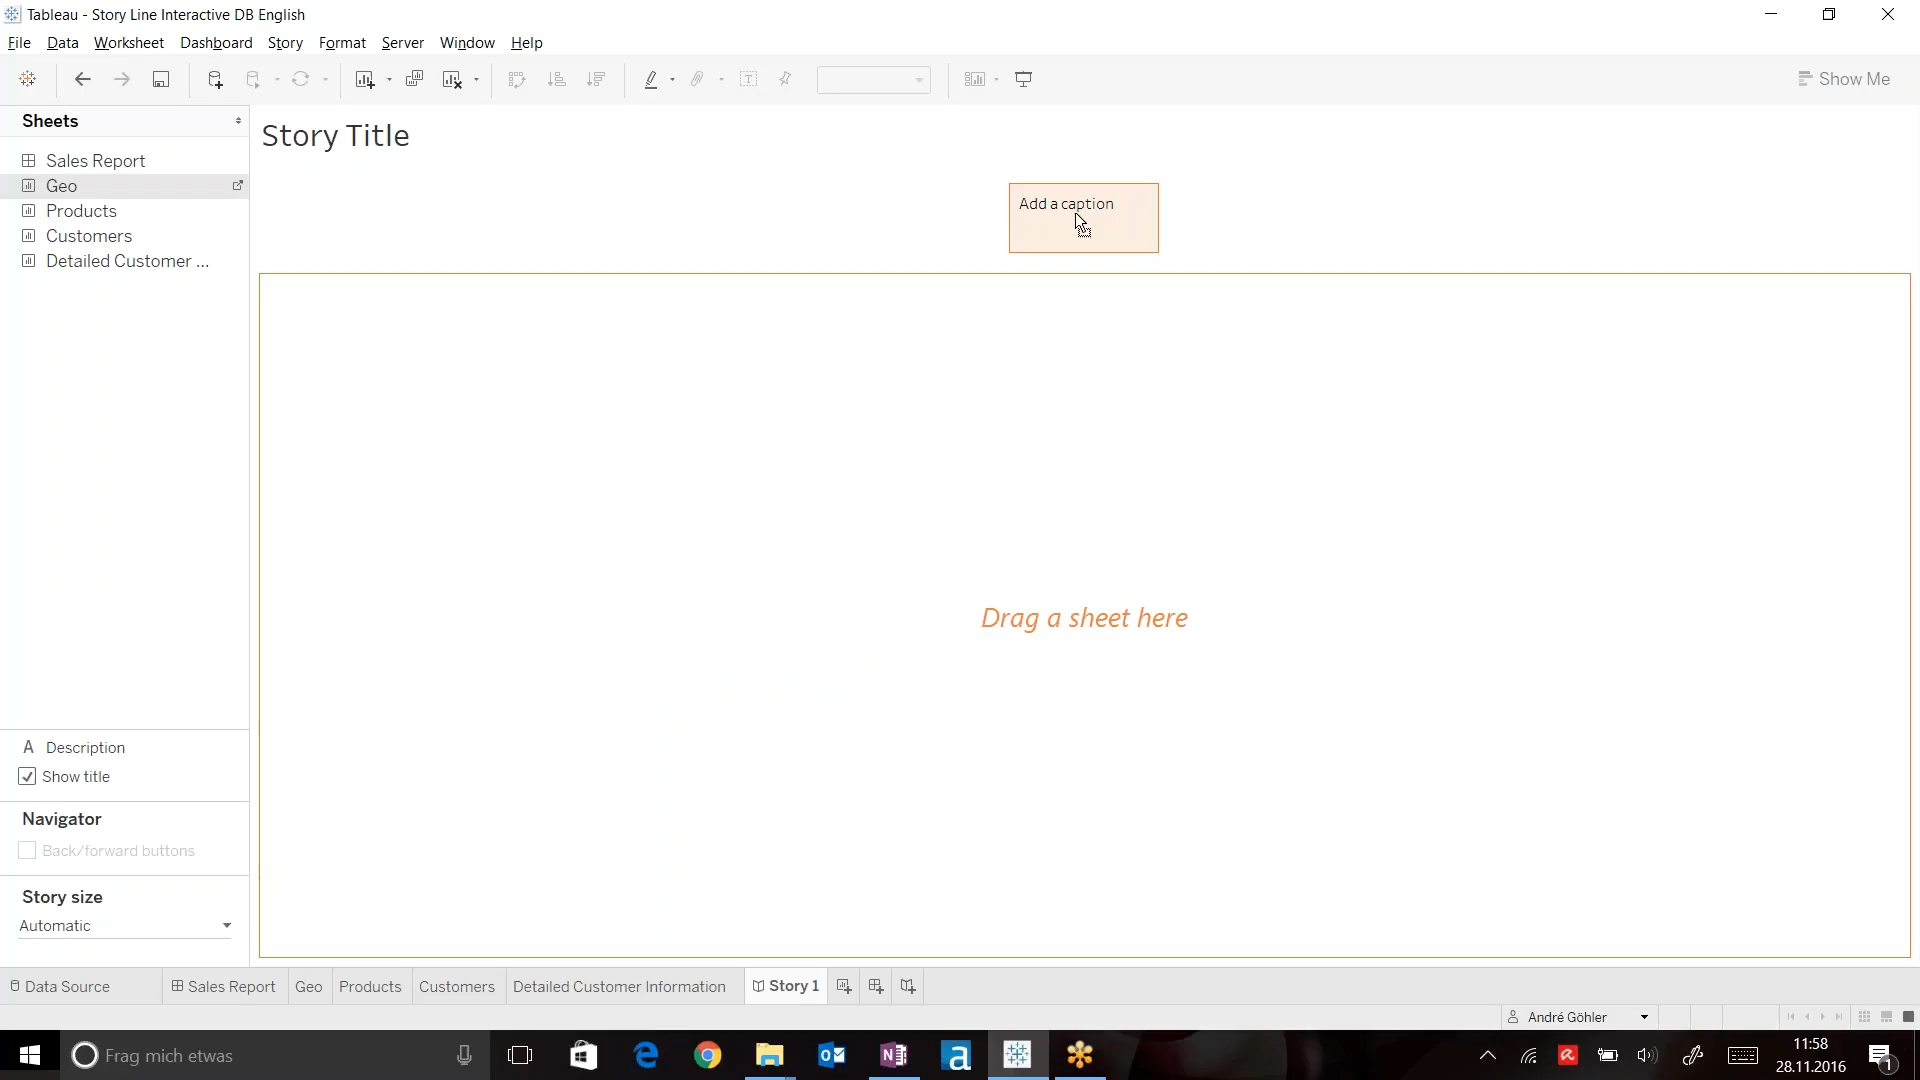 Tableau - Story Line Interactive DB English
File Data Worksheet Dashboard Story Format Server Window Help
Show Me
Sheets
Sales Report
Geo
Products
Customers
Detailed Customer ...
Story Title
Add a caption
Drag a sheet here
A Description
Show title
Navigator
Back/forward buttons
Story size
Automatic
Data Source Sales Report Geo Products Customers Detailed Customer Information Story 1
André Göhler
Frag mich etwas
11:58
28.11.2016
1